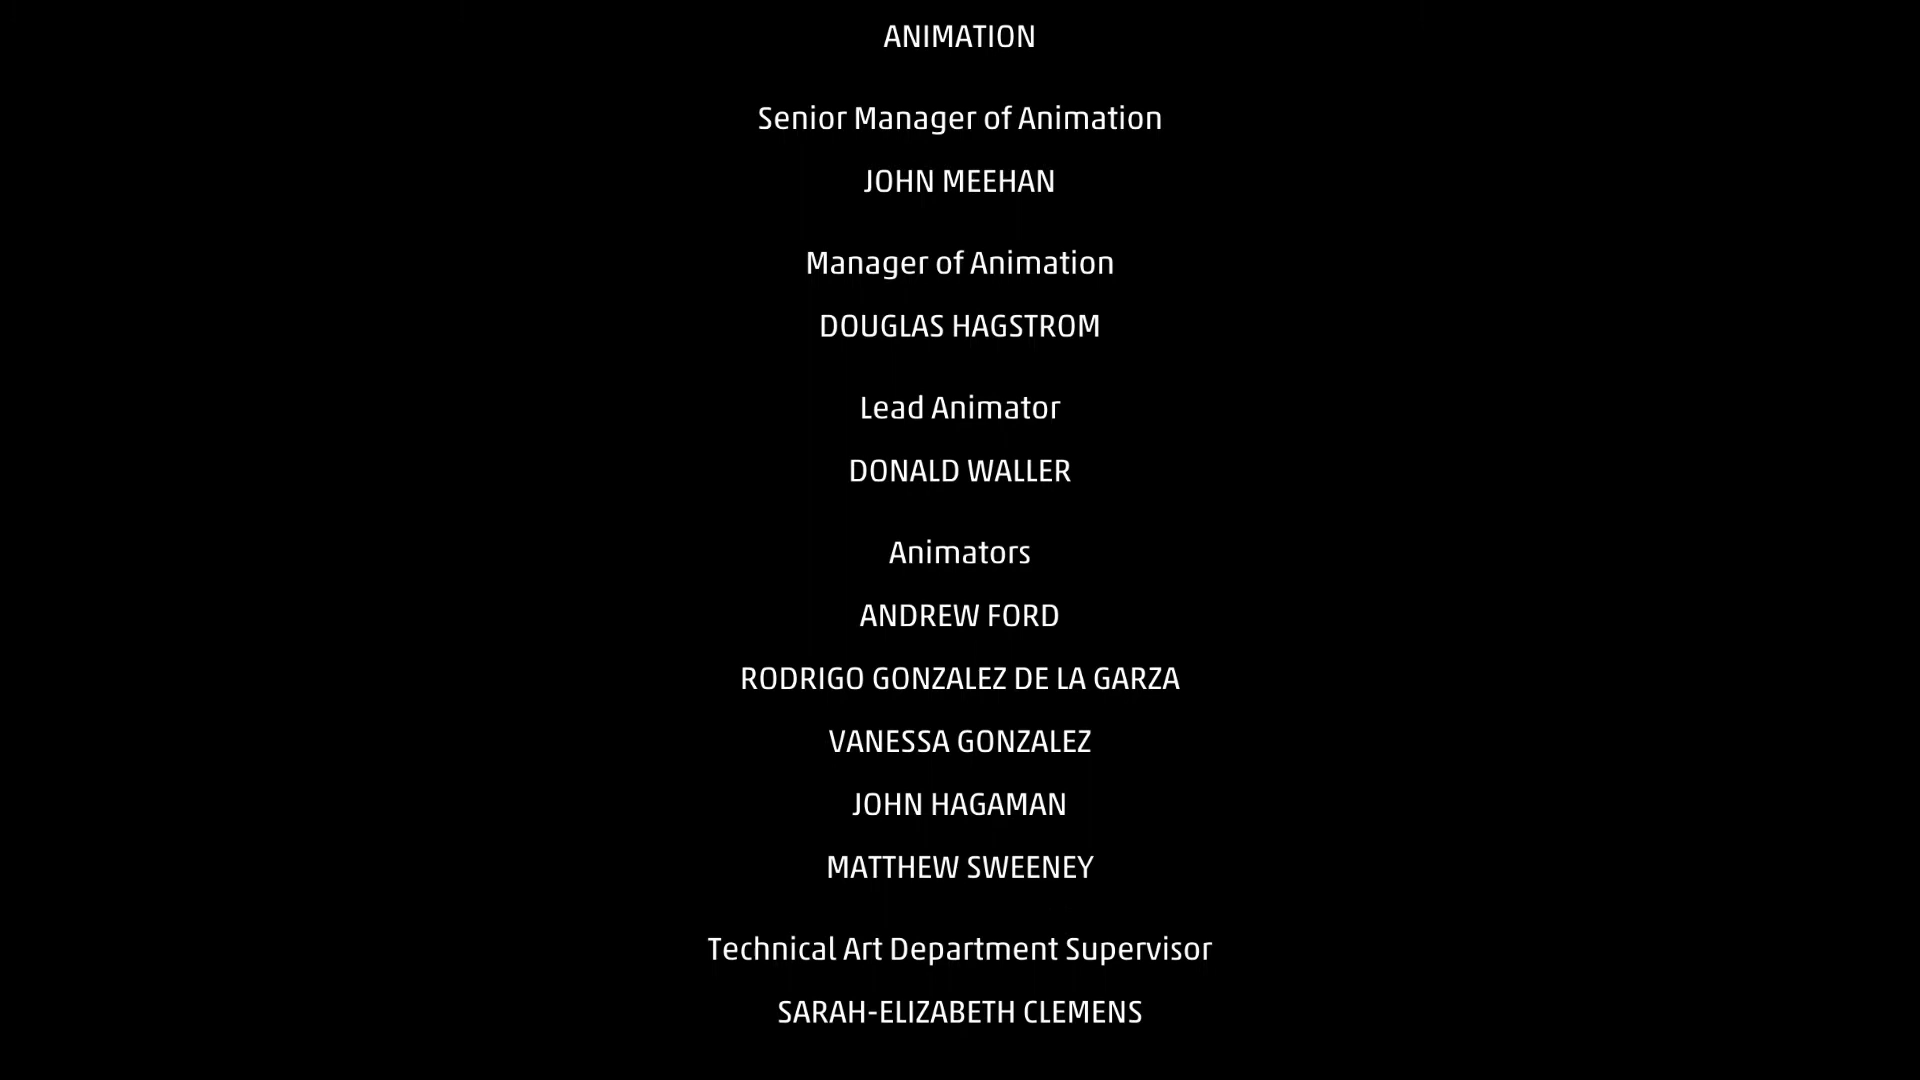 ANIMATION
Senior Manager of Animation
JOHN MEEHAN
Manager of Animation
DOUGLAS HAGSTROM
Lead Animator
DONALD WALLER
Animators
ANDREW FORD
RODRIGO GONZALEZ DE LA GARZA
VANESSA GONZALEZ
JOHN HAGAMAN
MATTHEW SWEENEY
Technical Art Department Supervisor
SARAH-ELIZABETH CLEMENS